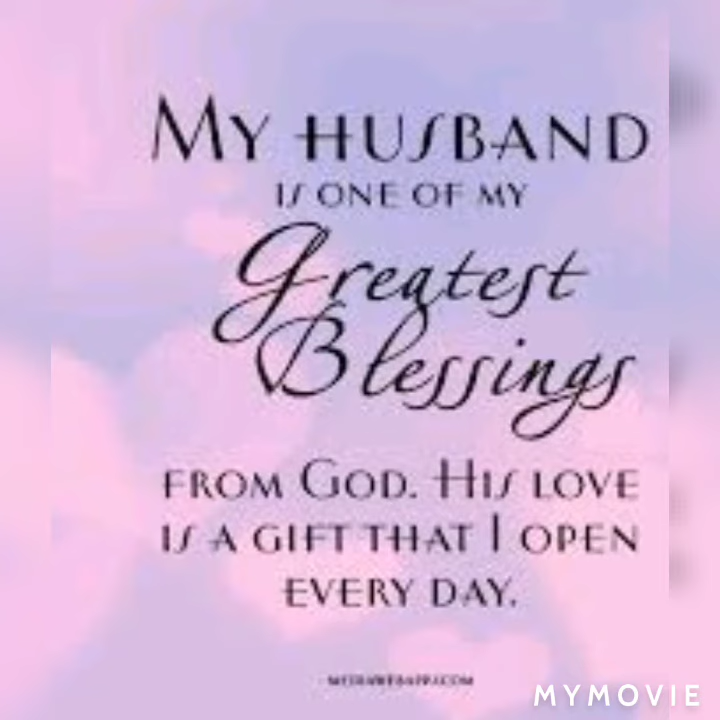 My husband
is one of my
Greatest
Blessings
from God. His love
is a gift that I open
every day.
MYMOVIE